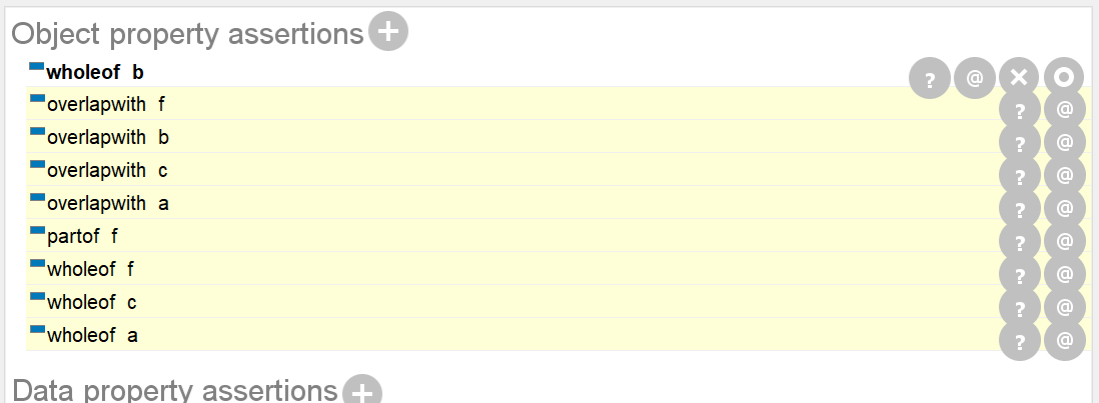 Object property assertions +
wholeof b ? @ × o
overlapwith f ? @
overlapwith b ? @
overlapwith c ? @
overlapwith a ? @
partof f ? @
wholeof f ? @
wholeof c ? @
wholeof a ? @
Data property assertions +